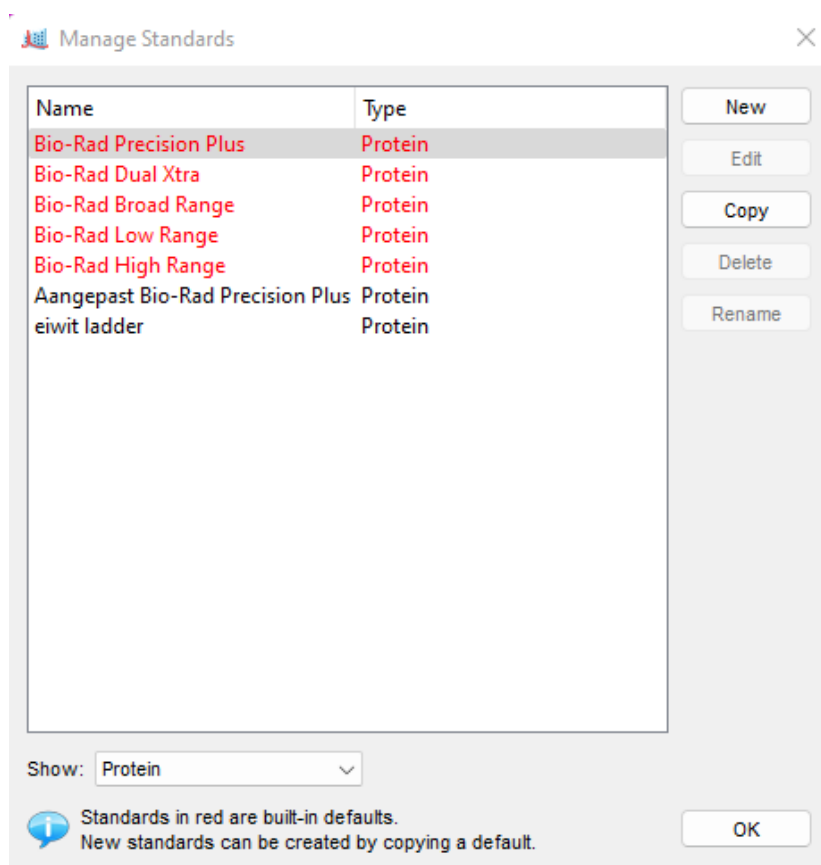 Manage Standards
Name Type
Bio-Rad Precision Plus Protein
Bio-Rad Dual Xtra Protein
Bio-Rad Broad Range Protein
Bio-Rad Low Range Protein
Bio-Rad High Range Protein
Aangepast Bio-Rad Precision Plus Protein
eiwit ladder Protein
New
Edit
Copy
Delete
Rename
Show: Protein
Standards in red are built-in defaults.
New standards can be created by copying a default.
OK